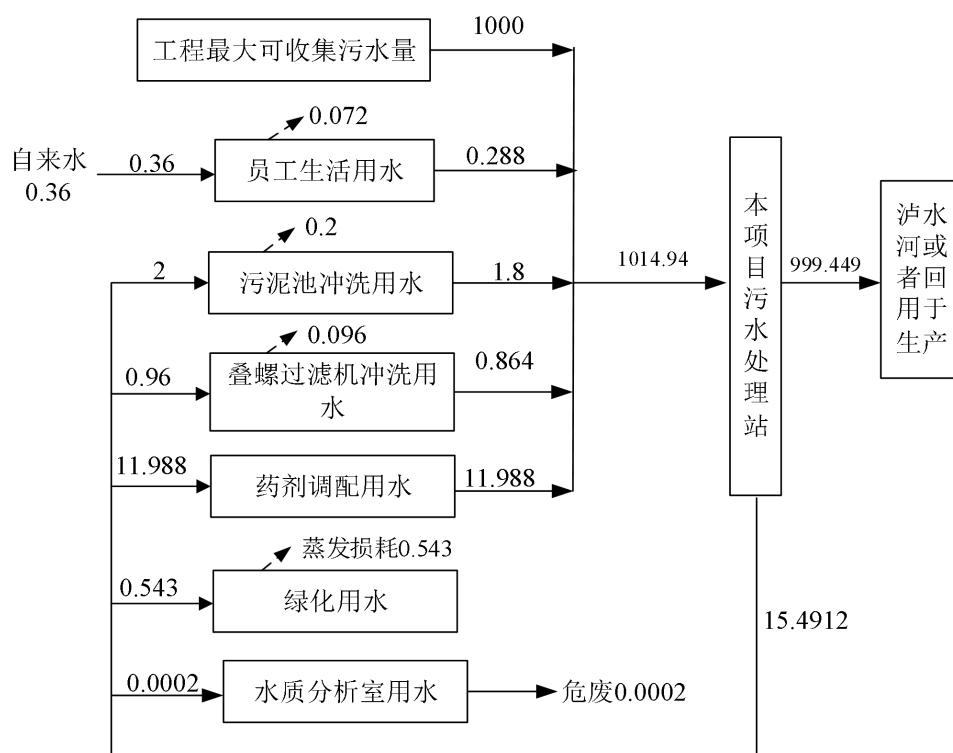 工程最大可收集污水量
1000
0.072
自来水
0.36
0.36
员工生活用水
0.288
0.2
2
污泥池冲洗用水
1.8
0.096
0.96
叠螺过滤机冲洗用
水
0.864
11.988
药剂调配用水
11.988
蒸发损耗0.543
0.543
绿化用水
0.0002
水质分析室用水
危废0.0002
1014.94
本
项
目
污
水
处
理
站
999.449
泸水
河或
者回
用于
生产
15.4912